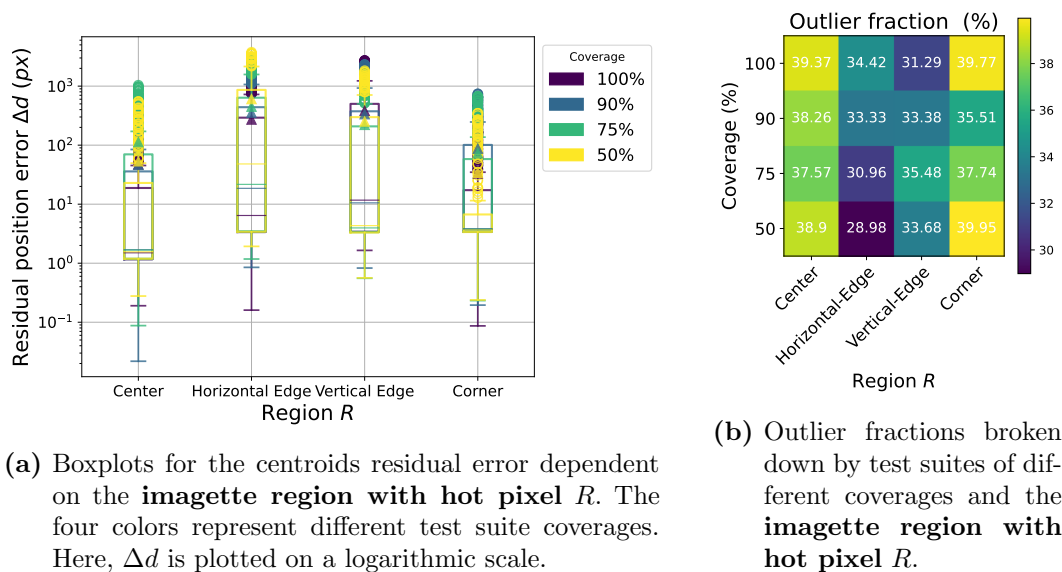 Residual position error Δd (px)
10³
10²
10¹
10⁰
10⁻¹
Center
Horizontal Edge
Vertical Edge
Corner
Region R
Coverage
100%
90%
75%
50%
(a) Boxplots for the centroids residual error dependent
on the imagette region with hot pixel R. The
four colors represent different test suite coverages.
Here, Δd is plotted on a logarithmic scale.
Outlier fraction (%)
Coverage (%)
100 39.37 34.42 31.29 39.77
90 38.26 33.33 33.38 35.51
75 37.57 30.96 35.48 37.74
50 38.9 28.98 33.68 39.95
Center
Horizontal-Edge
Vertical-Edge
Corner
Region R
38
36
34
32
30
(b) Outlier fractions broken
down by test suites of dif-
ferent coverages and the
imagette region with
hot pixel R.